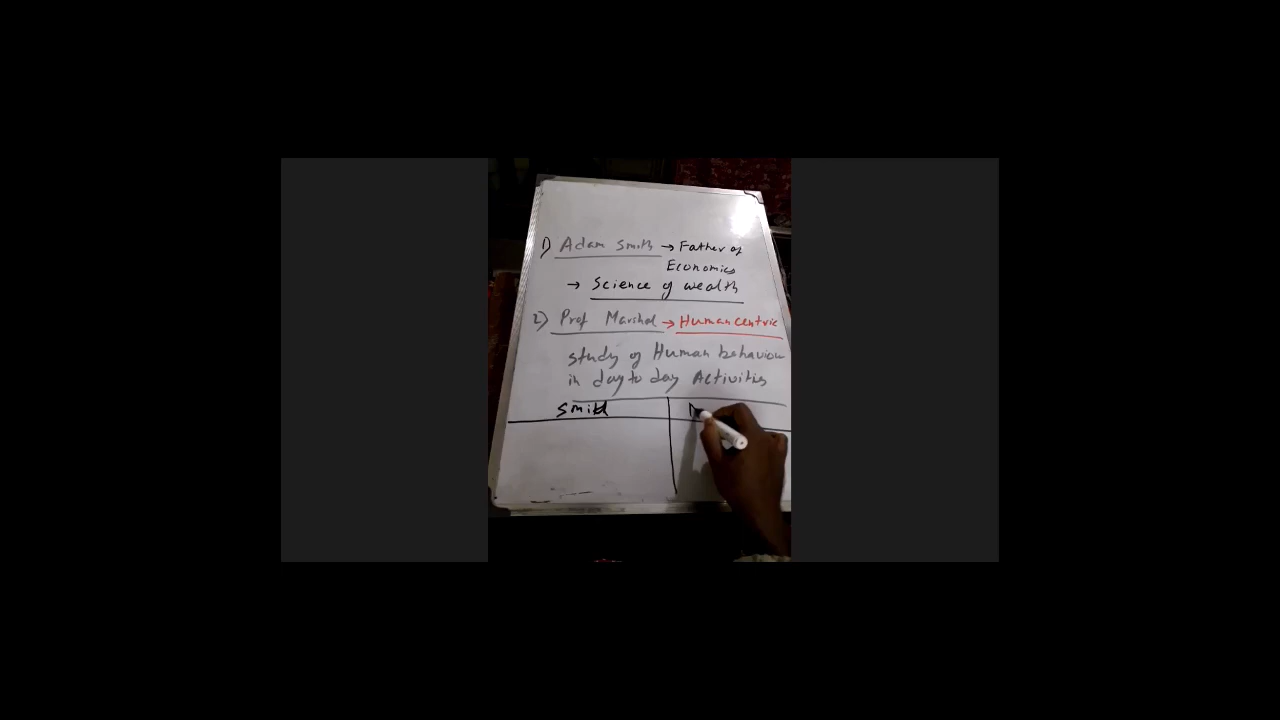 1) Adam Smith → Father of
Economics
→ Science of wealth
2) Prof Marshal → Human centric
study of Human behaviour
in day to day Activities
Smith